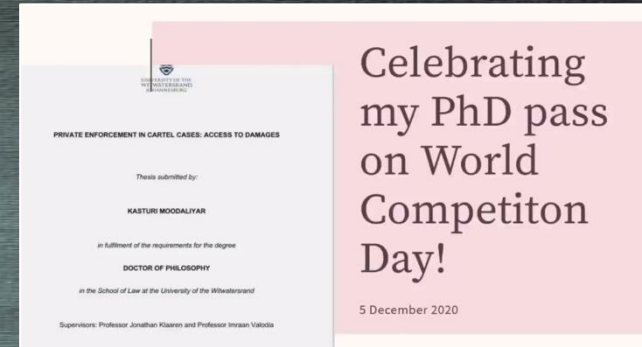 UNIVERSITY OF THE
WITWATERSRAND
JOHANNESBURG
PRIVATE ENFORCEMENT IN CARTEL CASES: ACCESS TO DAMAGES
Thesis submitted by:
KASTURI MOODALIYAR
in fulfilment of the requirements for the degree
DOCTOR OF PHILOSOPHY
in the School of Law at the University of the Witwatersrand
Supervisors: Professor Jonathan Klaaren and Professor Imraan Valodia
Celebrating
my PhD pass
on World
Competiton
Day!
5 December 2020